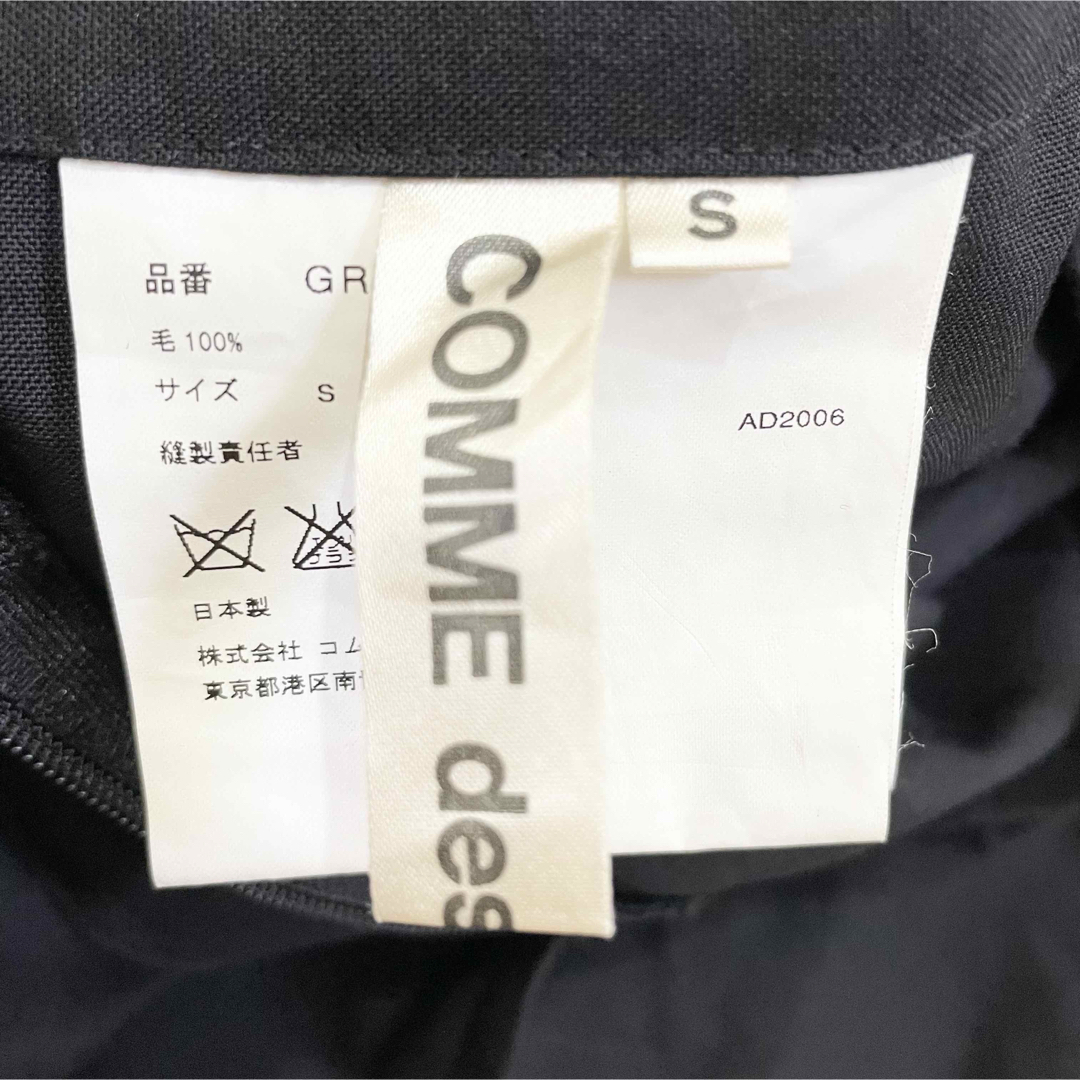 品番 GR
毛 100%
サイズ S
縫製責任者
日本製
株式会社 コム
東京都港区南
COMME des
S
AD2006